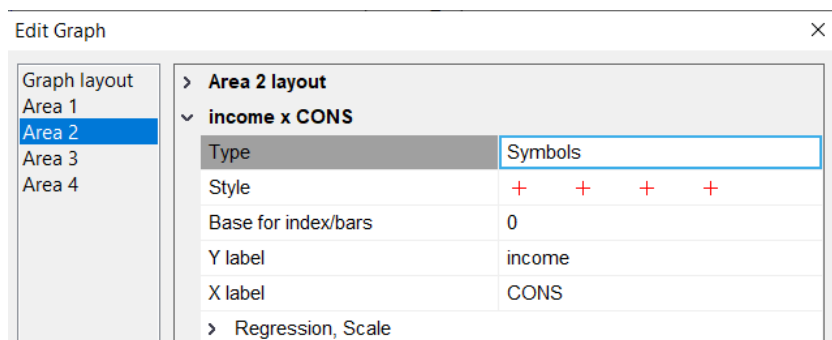 Edit Graph
Graph layout
Area 1
Area 2
Area 3
Area 4
Area 2 layout
income x CONS
Type Symbols
Style
Base for index/bars 0
Y label income
X label CONS
Regression, Scale